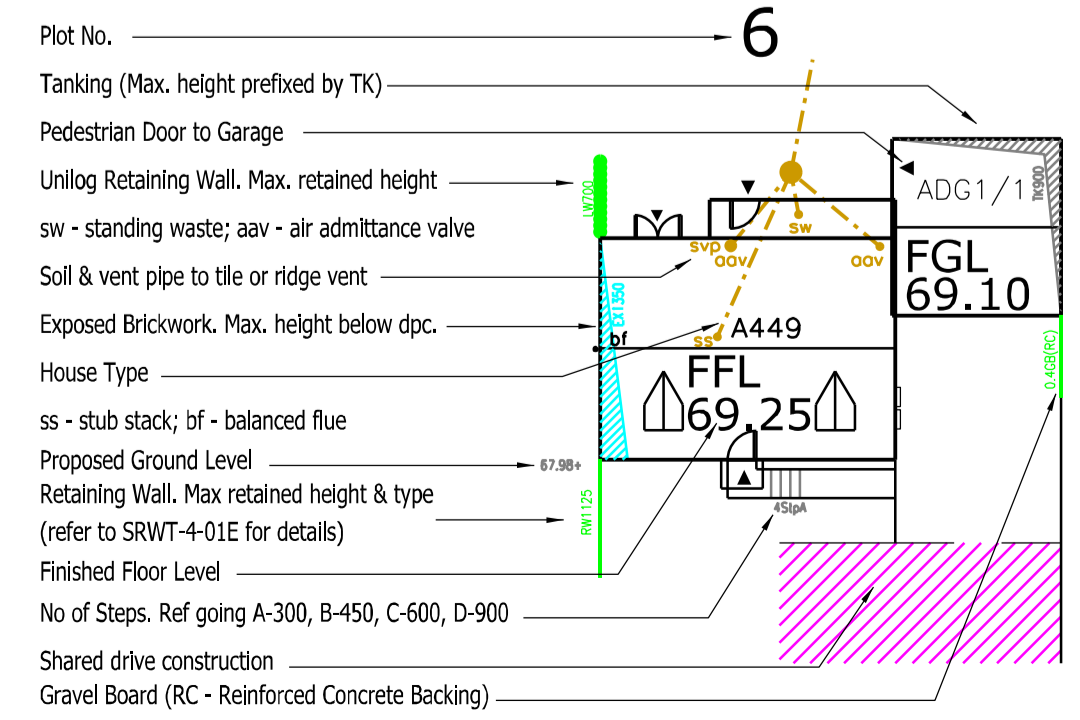 Plot No.
6
Tanking (Max. height prefixed by TK)
Pedestrian Door to Garage
Unilog Retaining Wall. Max. retained height
sw - standing waste; aav - air admittance valve
Soil & vent pipe to tile or ridge vent
Exposed Brickwork. Max. height below dpc.
House Type
ss - stub stack; bf - balanced flue
Proposed Ground Level
Retaining Wall. Max retained height & type
(refer to SRWT-4-01E for details)
Finished Floor Level
No of Steps. Ref going A-300, B-450, C-600, D-900
Shared drive construction
Gravel Board (RC - Reinforced Concrete Backing)
LW700
ADG1/1
TK900
sw
svp
aav
aav
FGL
69.10
EX1350
A449
bf
ss
0.4GB(RC)
FFL
69.25
67.98+
RW1125
4SlpA